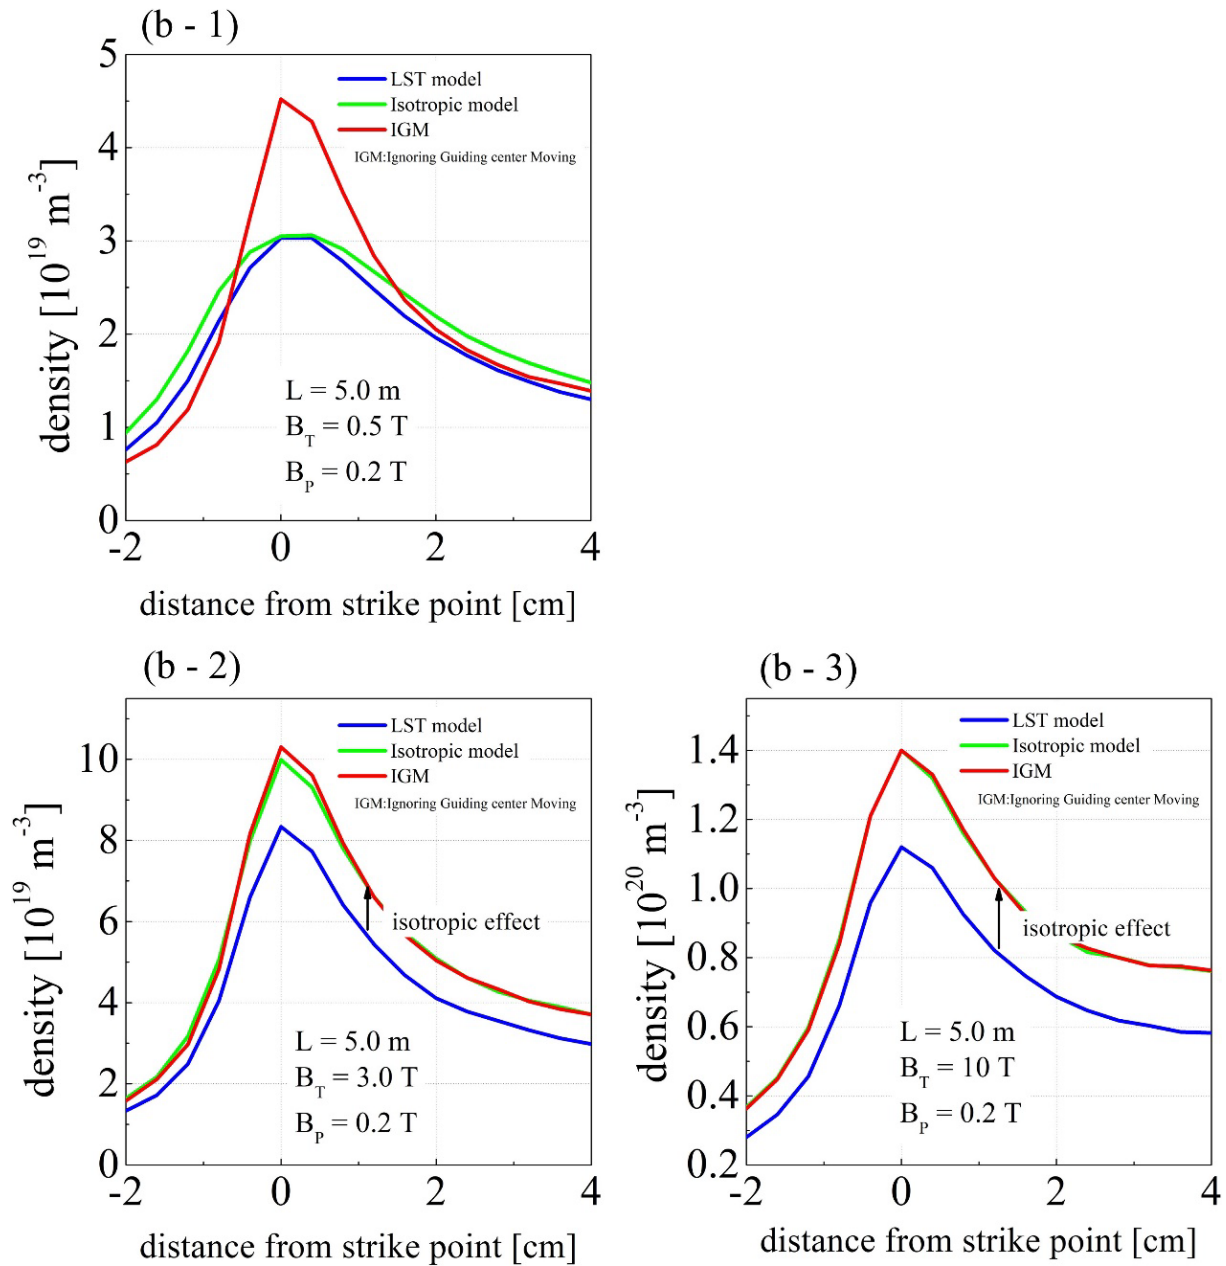 (b - 1)
5
4
3
2
1
0
density [10^19 m^-3]
LST model
Isotropic model
IGM
IGM:Ignoring Guiding center Moving
L = 5.0 m
B_T = 0.5 T
B_P = 0.2 T
-2 0 2 4
distance from strike point [cm]
(b - 2)
10
8
6
4
2
0
density [10^19 m^-3]
LST model
Isotropic model
IGM
IGM:Ignoring Guiding center Moving
isotropic effect
L = 5.0 m
B_T = 3.0 T
B_P = 0.2 T
-2 0 2 4
distance from strike point [cm]
(b - 3)
1.4
1.2
1.0
0.8
0.6
0.4
0.2
density [10^20 m^-3]
LST model
Isotropic model
IGM
IGM:Ignoring Guiding center Moving
isotropic effect
L = 5.0 m
B_T = 10 T
B_P = 0.2 T
-2 0 2 4
distance from strike point [cm]